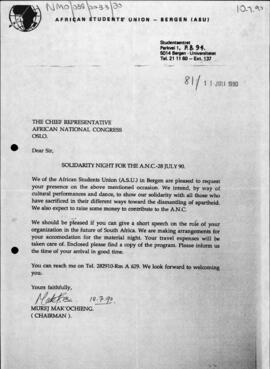 10.7.90
AFRICAN STUDENTS' UNION – BERGEN (ASU)
Studentsentret
Parkvei 1, P.B 94.
5014 Bergen - Universitetet
Tel. 21 11 60 – Ext. 137
81/ 11 JULI 1990
THE CHIEF REPRESENTATIVE
AFRICAN NATIONAL CONGRESS
OSLO.
Dear Sir,
SOLIDARITY NIGHT FOR THE A.N.C.-28 JULY 90.
We of the African Students Union (A.S.U.) in Bergen are pleased to request
your presence on the above mentioned occasion. We intend, by way of
cultural performances and dance, to show our solidarity with all those who
have sacrificed in their different ways toward the dismantling of apartheid.
We also expect to raise some money to contribute to the A.N.C.
We should be pleased if you can give a short speech on the role of your
organization in the future of South Africa. We are making arrangements for
your accomodation for the material night. Your travel expenses will be
taken care of. Enclosed please find a copy of the program. Please inform us
the time of your arrival in good time.
You can reach me on Tel. 282910-Rm A 629. We look forward to welcoming
you.
Yours faithfully,
10.7.90
MUREJ MAK'OCHIENG.
( CHAIRMAN ).